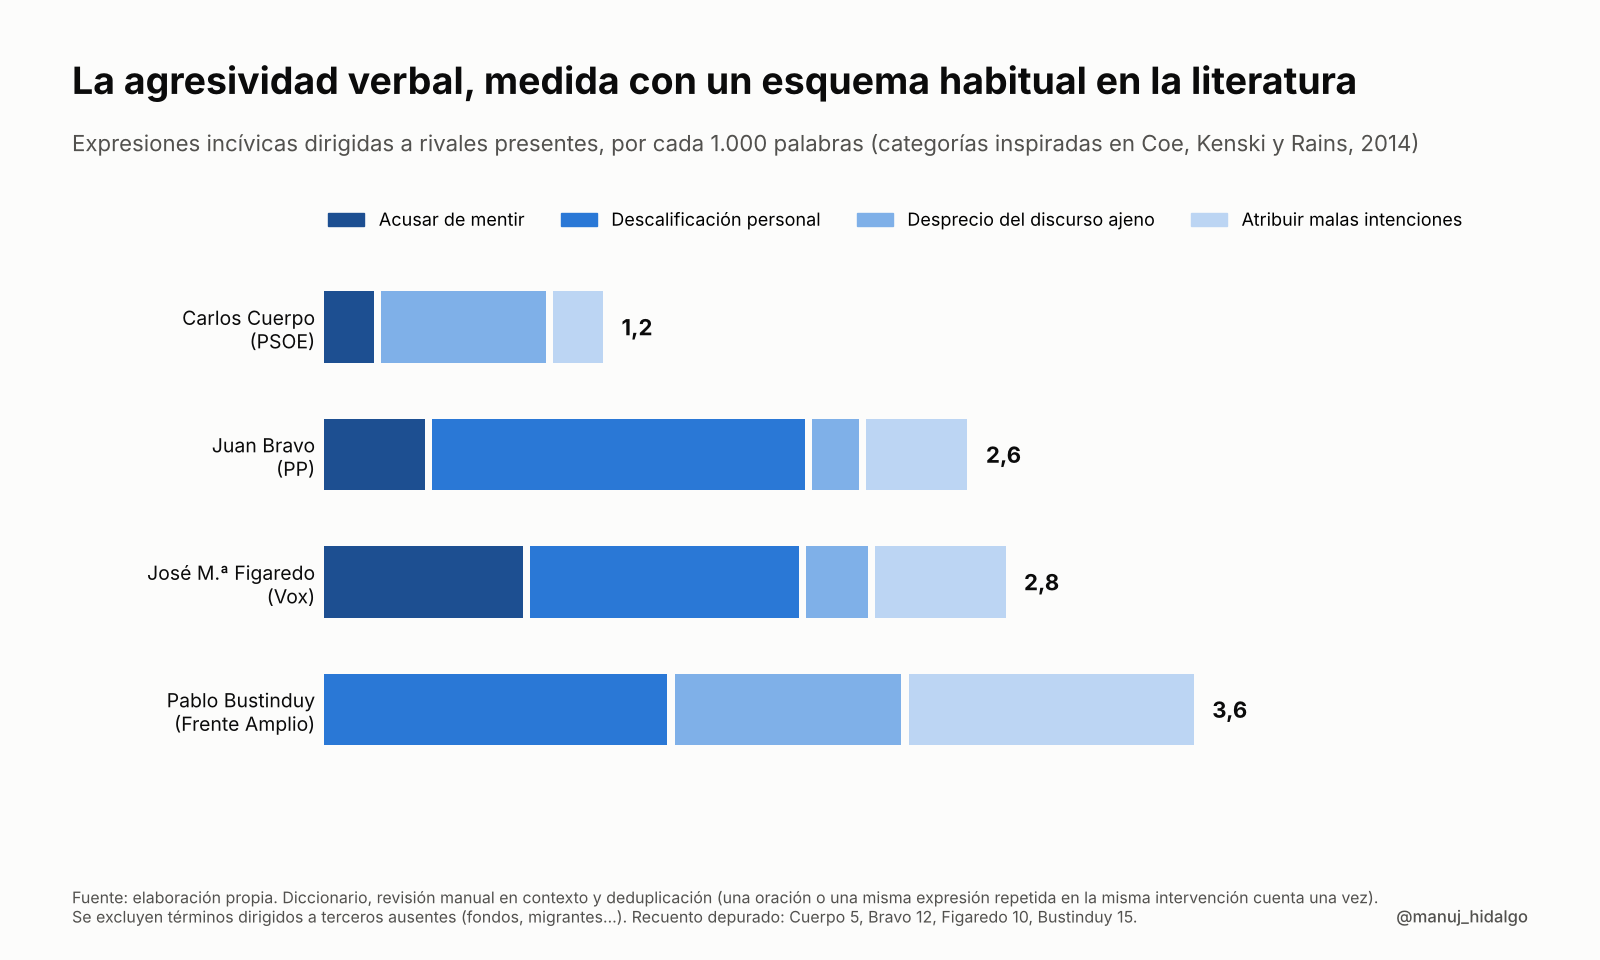 La agresividad verbal, medida con un esquema habitual en la literatura
Expresiones incívicas dirigidas a rivales presentes, por cada 1.000 palabras (categorías inspiradas en Coe, Kenski y Rains, 2014)
Acusar de mentir
Descalificación personal
Desprecio del discurso ajeno
Atribuir malas intenciones
Carlos Cuerpo
(PSOE)
1,2
Juan Bravo
(PP)
2,6
José M.ª Figaredo
(Vox)
2,8
Pablo Bustinduy
(Frente Amplio)
3,6
Fuente: elaboración propia. Diccionario, revisión manual en contexto y deduplicación (una oración o una misma expresión repetida en la misma intervención cuenta una vez).
Se excluyen términos dirigidos a terceros ausentes (fondos, migrantes...). Recuento depurado: Cuerpo 5, Bravo 12, Figaredo 10, Bustinduy 15.
@manuj_hidalgo